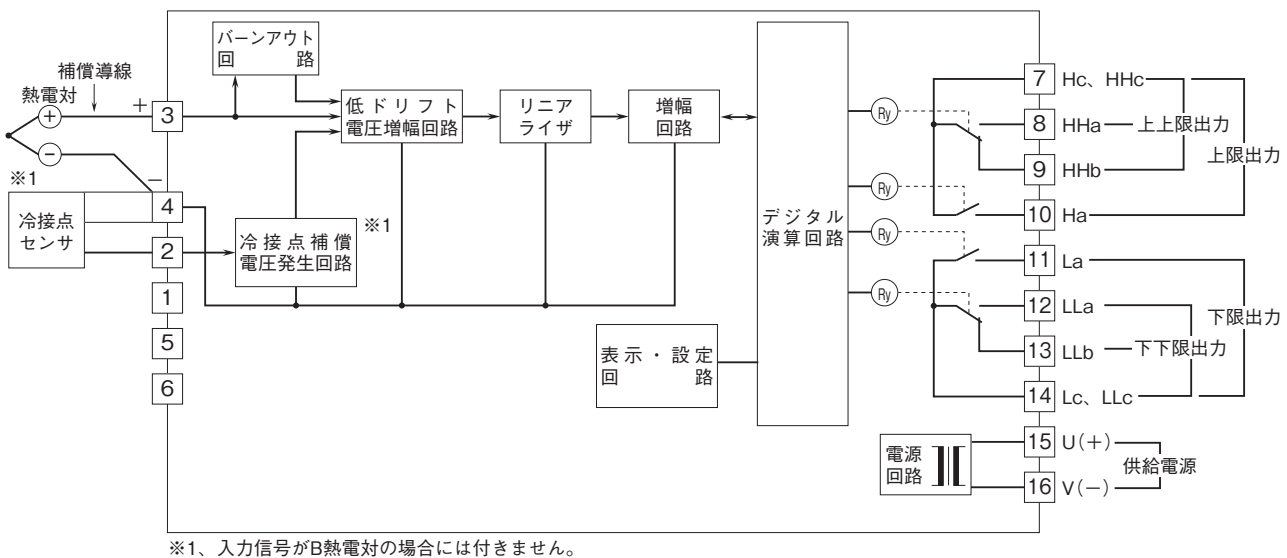 バーンアウト
回　　　路
補償導線
熱電対
+
3
+
−
−
※1
4
冷接点
センサ
2
1
5
6
低ドリフト
電圧増幅回路
リニア
ライザ
増幅
回路
冷接点補償
電圧発生回路
※1
デジタル
演算回路
表示・設定
回　　　路
Ry
Ry
Ry
Ry
7 Hc、HHc
8 HHa 上上限出力
9 HHb
上限出力
10 Ha
11 La
12 LLa
下限出力
13 LLb 下下限出力
14 Lc、LLc
電源
回路
15 U(+)
供給電源
16 V(−)
※1、入力信号がB熱電対の場合には付きません。